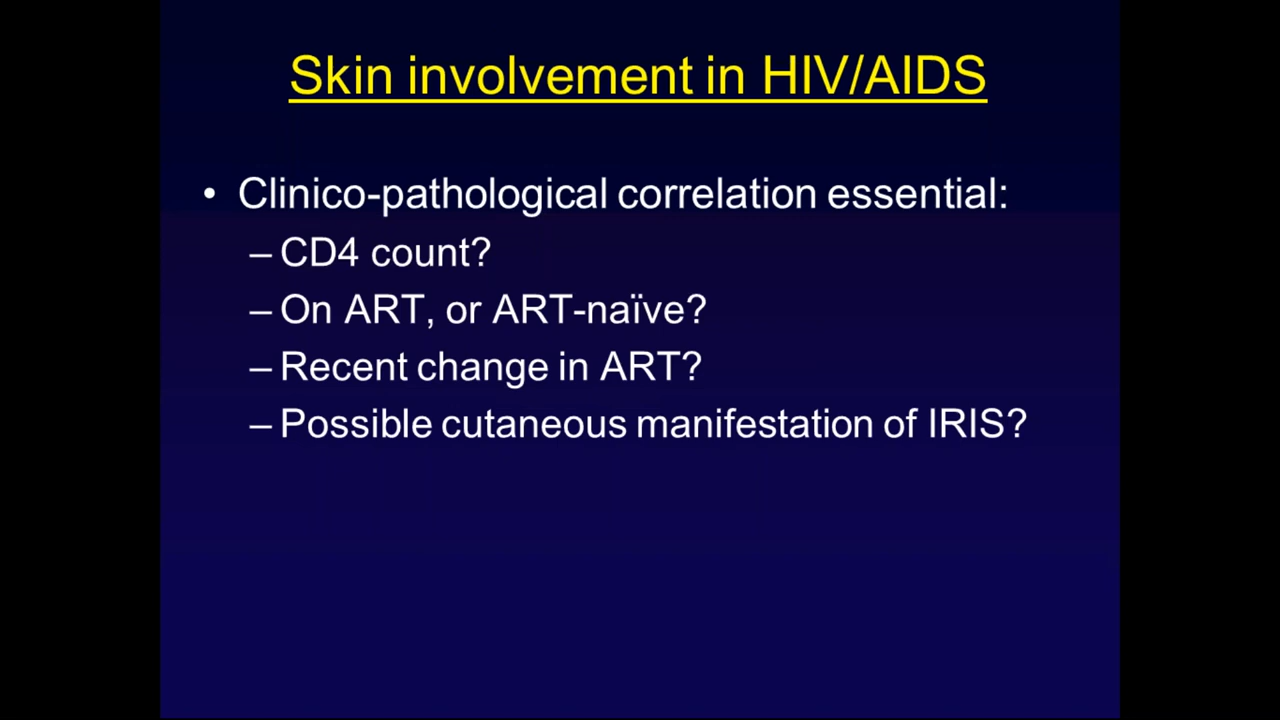 Skin involvement in HIV/AIDS
• Clinico-pathological correlation essential:
– CD4 count?
– On ART, or ART-naïve?
– Recent change in ART?
– Possible cutaneous manifestation of IRIS?